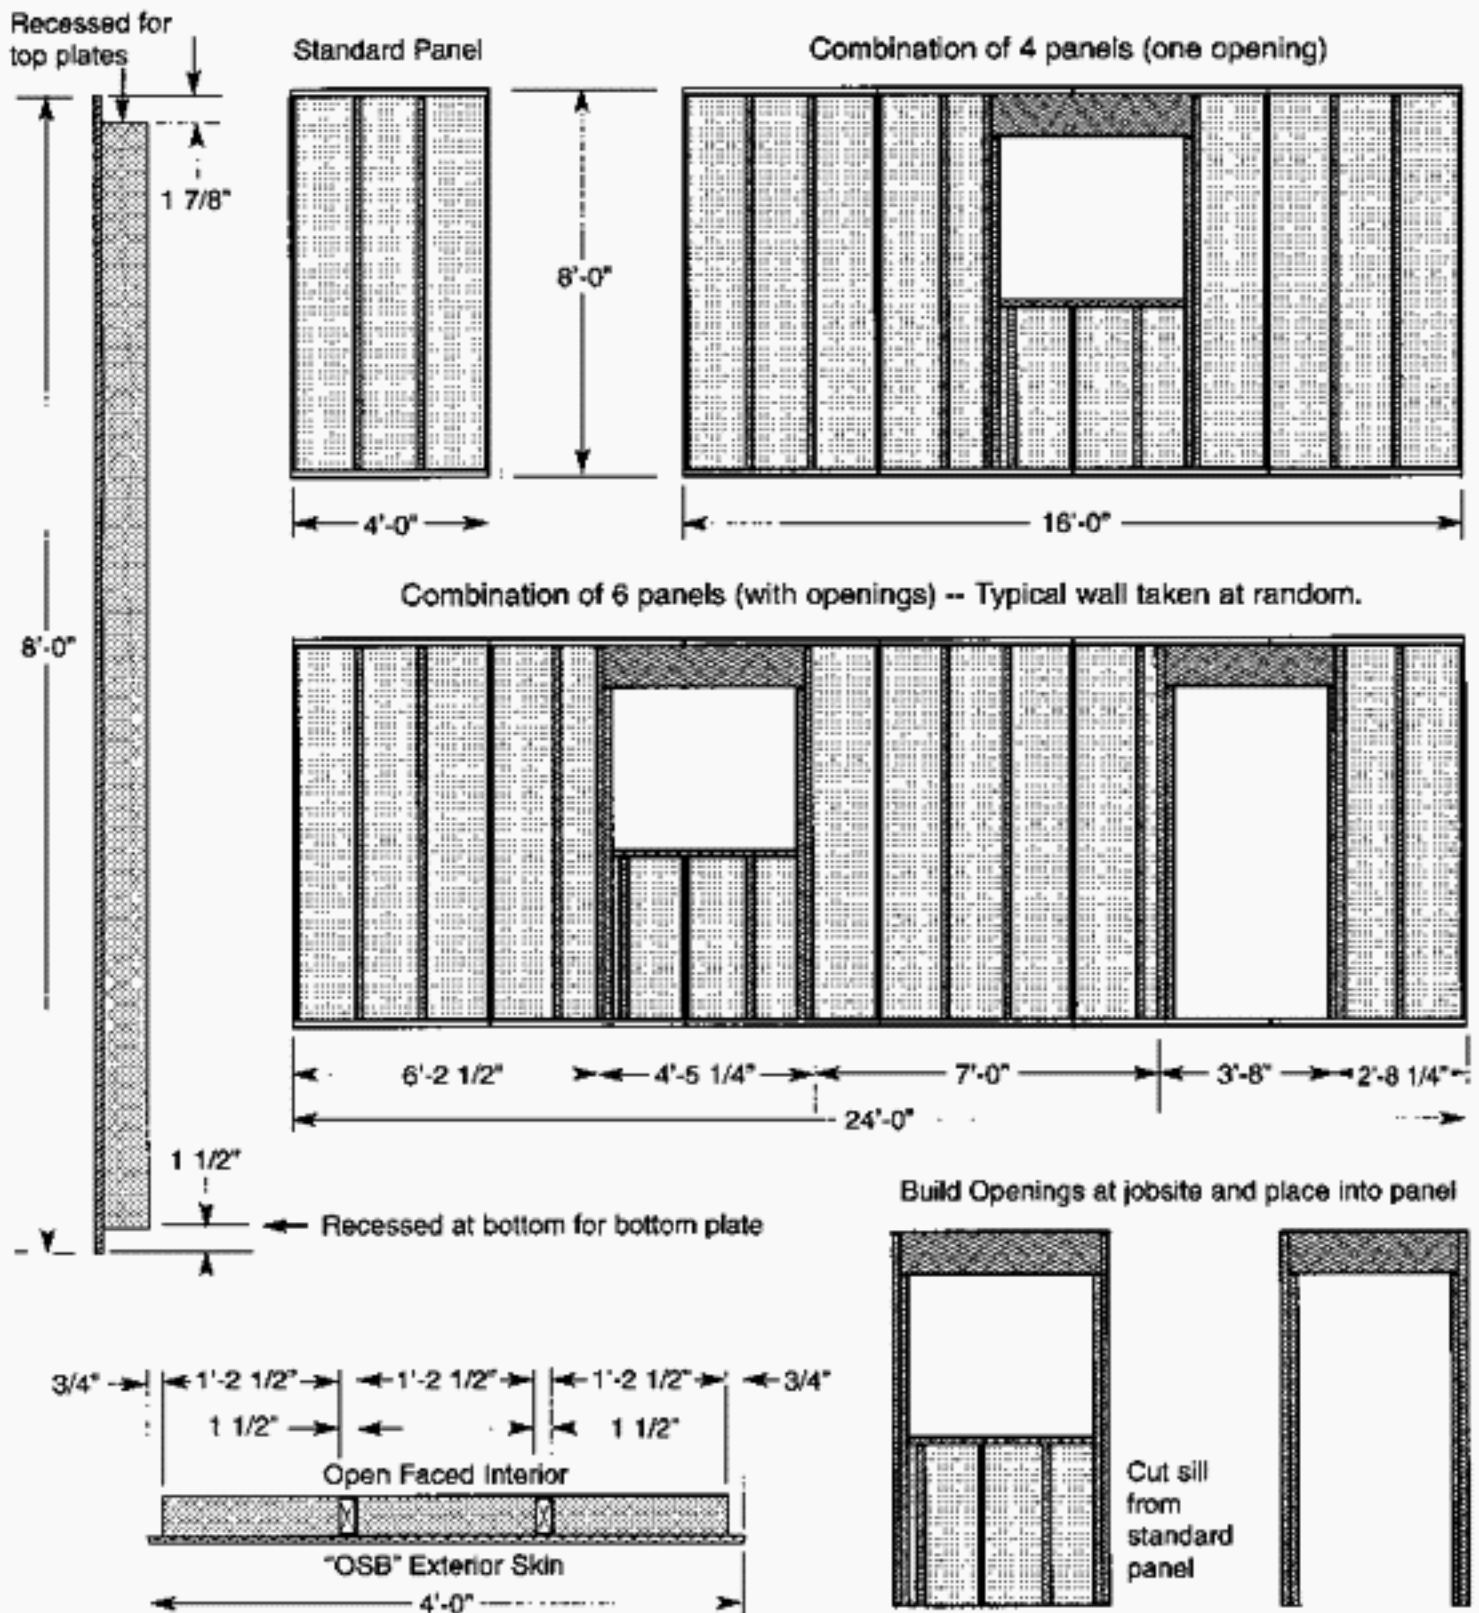 Recessed for
top plates
1 7/8"
8'-0"
1 1/2"
Recessed at bottom for bottom plate
Standard Panel
8'-0"
4'-0"
Combination of 4 panels (one opening)
16'-0"
Combination of 6 panels (with openings) -- Typical wall taken at random.
6'-2 1/2" 4'-5 1/4" 7'-0" 3'-8" 2'-8 1/4"
24'-0"
Build Openings at jobsite and place into panel
Cut sill
from
standard
panel
3/4" 1'-2 1/2" 1'-2 1/2" 1'-2 1/2" 3/4"
1 1/2" 1 1/2"
Open Faced Interior
"OSB" Exterior Skin
4'-0"